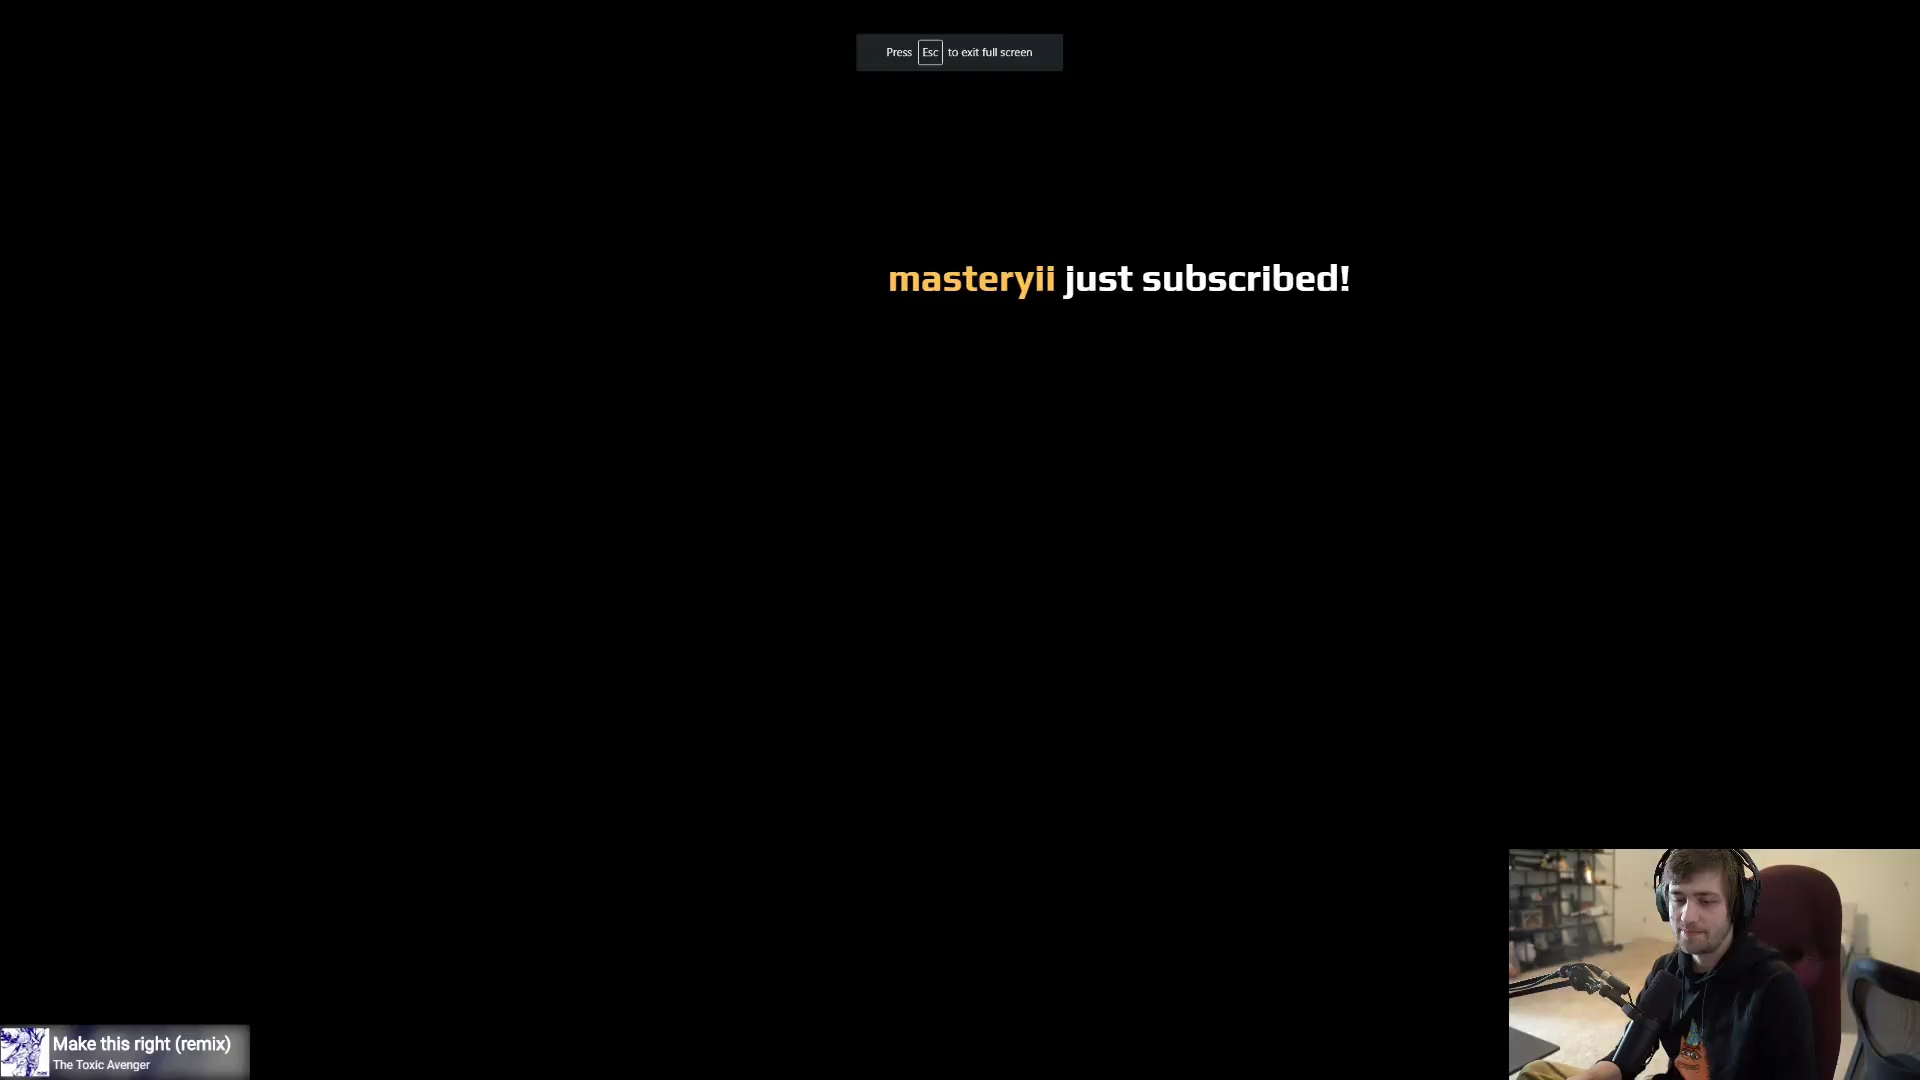 Press Esc to exit full screen
masteryii just subscribed!
Make this right (remix)
The Toxic Avenger